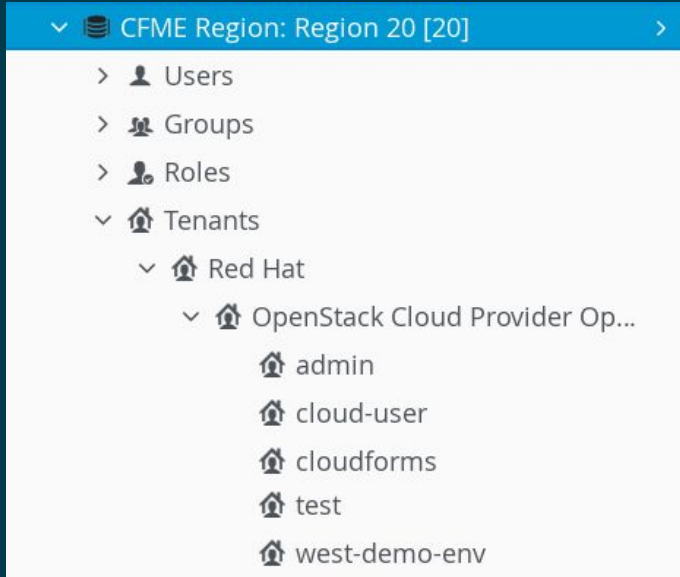 CFME Region: Region 20 [20]
Users
Groups
Roles
Tenants
Red Hat
OpenStack Cloud Provider Op...
admin
cloud-user
cloudforms
test
west-demo-env